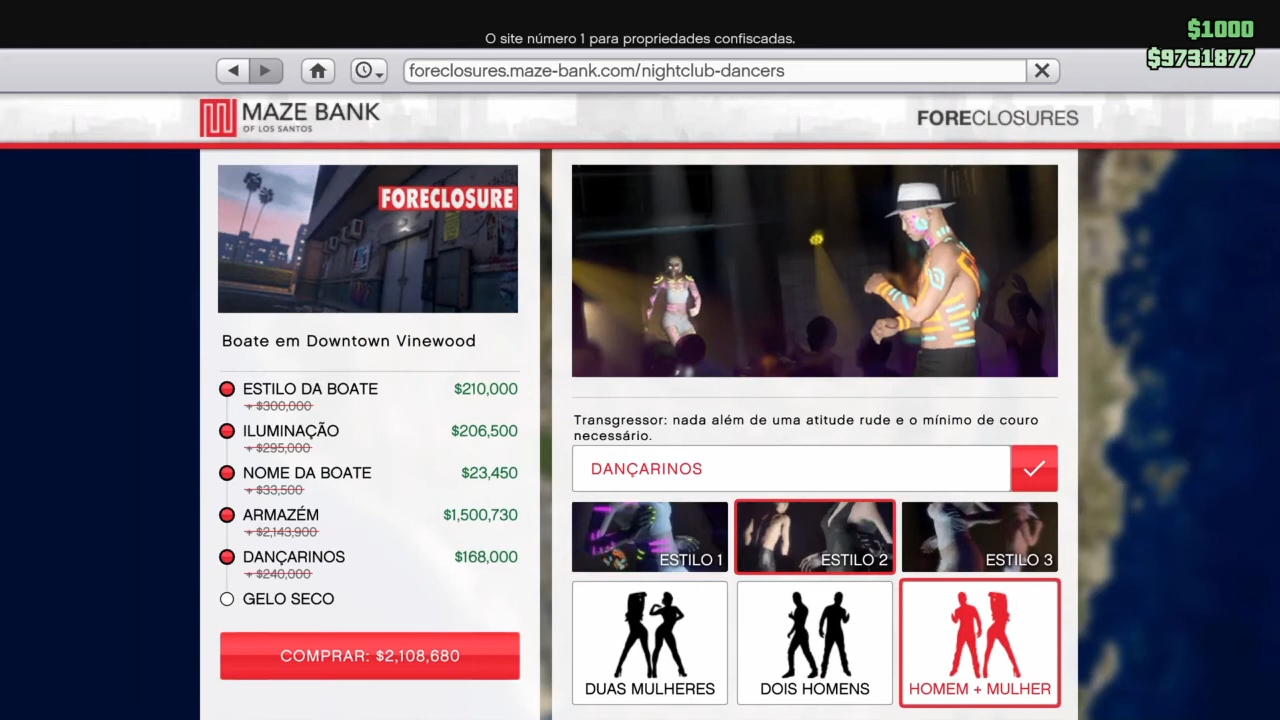 O site número 1 para propriedades confiscadas.
$1000
$9731877
foreclosures.maze-bank.com/nightclub-dancers
MAZE BANK
OF LOS SANTOS
FORECLOSURES
FORECLOSURE
Boate em Downtown Vinewood
ESTILO DA BOATE $210,000
+ $300,000
ILUMINAÇÃO $206,500
+ $295,000
NOME DA BOATE $23,450
+ $33,500
ARMAZÉM $1,500,730
+ $2,143,900
DANÇARINOS $168,000
+ $240,000
GELO SECO
COMPRAR: $2,108,680
Transgressor: nada além de uma atitude rude e o mínimo de couro
necessário.
DANÇARINOS
ESTILO 1 ESTILO 2 ESTILO 3
DUAS MULHERES DOIS HOMENS HOMEM + MULHER